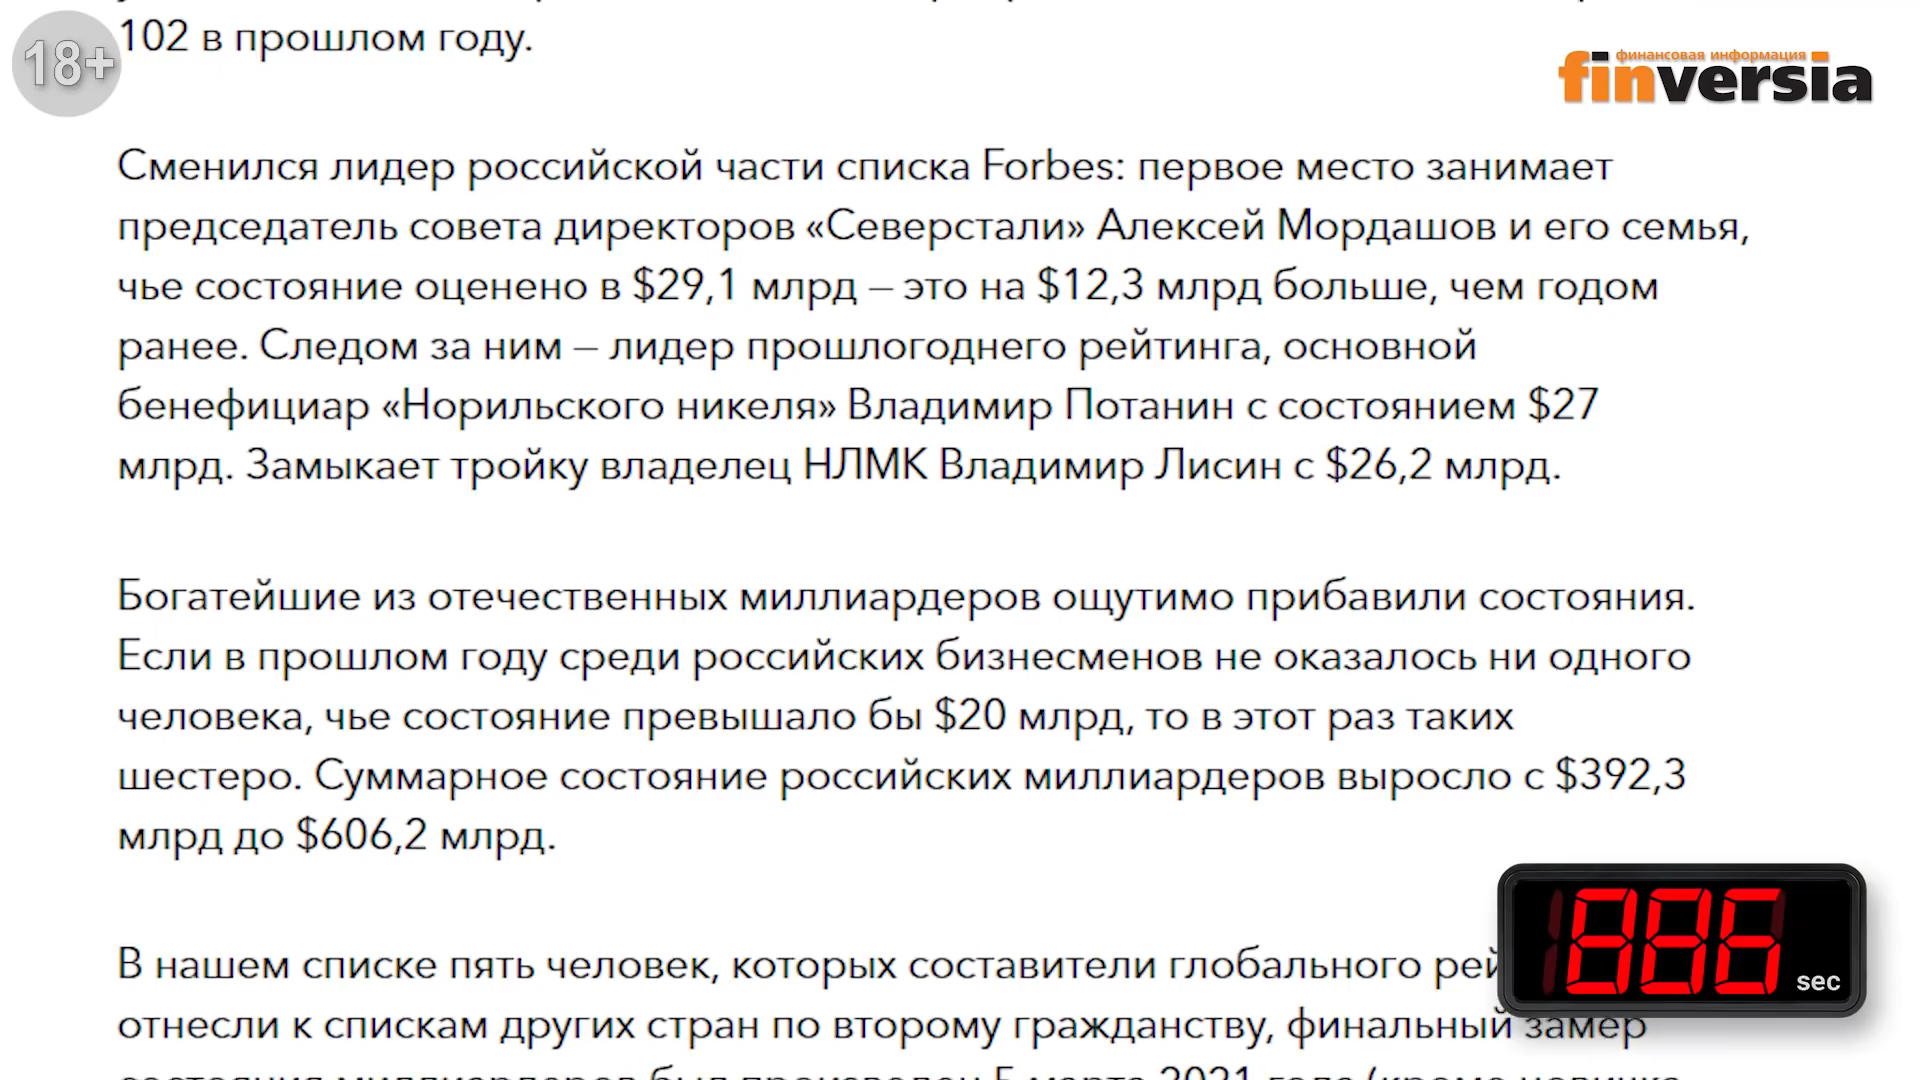 102 в прошлом году.
18+
финансовая информация
finversia
Сменился лидер российской части списка Forbes: первое место занимает
председатель совета директоров «Северстали» Алексей Мордашов и его семья,
чье состояние оценено в $29,1 млрд — это на $12,3 млрд больше, чем годом
ранее. Следом за ним — лидер прошлогоднего рейтинга, основной
бенефициар «Норильского никеля» Владимир Потанин с состоянием $27
млрд. Замыкает тройку владелец НЛМК Владимир Лисин с $26,2 млрд.
Богатейшие из отечественных миллиардеров ощутимо прибавили состояния.
Если в прошлом году среди российских бизнесменов не оказалось ни одного
человека, чье состояние превышало бы $20 млрд, то в этот раз таких
шестеро. Суммарное состояние российских миллиардеров выросло с $392,3
млрд до $606,2 млрд.
В нашем списке пять человек, которых составители глобального рей
отнесли к спискам других стран по второму гражданству, финальный замер
sec